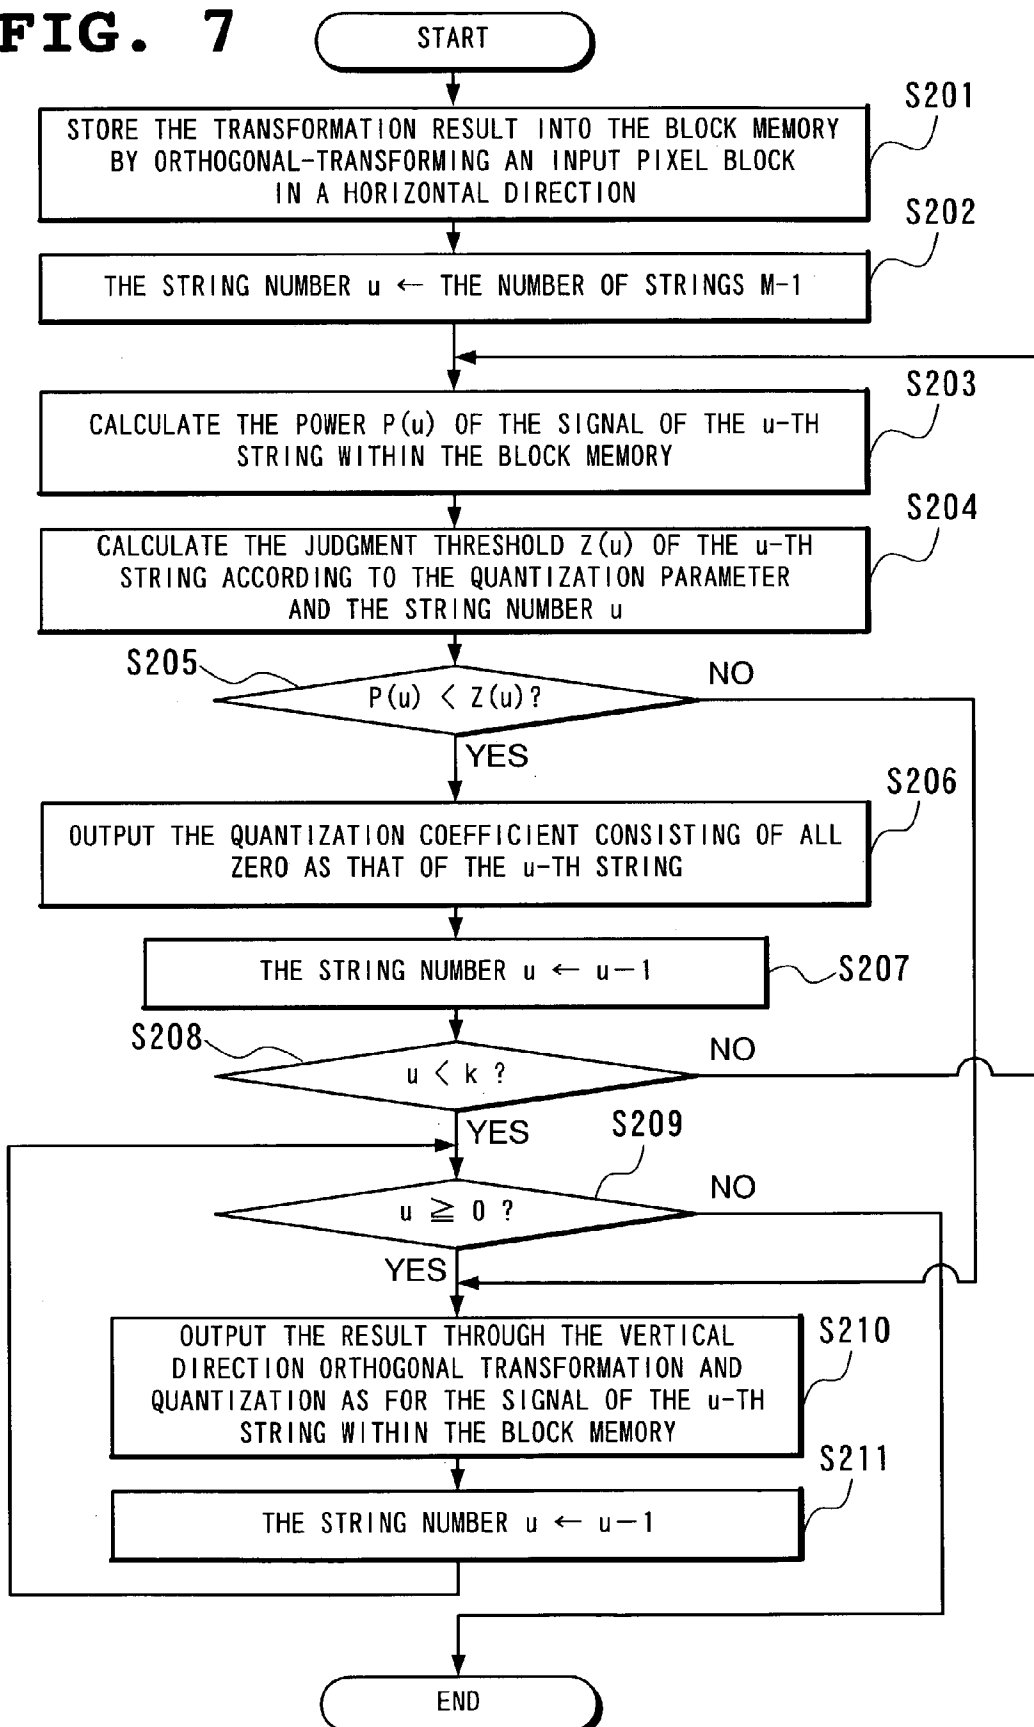 FIG. 7
START
S201
STORE THE TRANSFORMATION RESULT INTO THE BLOCK MEMORY
BY ORTHOGONAL-TRANSFORMING AN INPUT PIXEL BLOCK
IN A HORIZONTAL DIRECTION
S202
THE STRING NUMBER u ← THE NUMBER OF STRINGS M-1
S203
CALCULATE THE POWER P(u) OF THE SIGNAL OF THE u-TH
STRING WITHIN THE BLOCK MEMORY
S204
CALCULATE THE JUDGMENT THRESHOLD Z(u) OF THE u-TH
STRING ACCORDING TO THE QUANTIZATION PARAMETER
AND THE STRING NUMBER u
S205
P(u) < Z(u)?
NO
YES
S206
OUTPUT THE QUANTIZATION COEFFICIENT CONSISTING OF ALL
ZERO AS THAT OF THE u-TH STRING
THE STRING NUMBER u ← u-1
S207
S208
u < k ?
NO
YES
S209
u ≧ 0 ?
NO
YES
S210
OUTPUT THE RESULT THROUGH THE VERTICAL
DIRECTION ORTHOGONAL TRANSFORMATION AND
QUANTIZATION AS FOR THE SIGNAL OF THE u-TH
STRING WITHIN THE BLOCK MEMORY
S211
THE STRING NUMBER u ← u-1
END